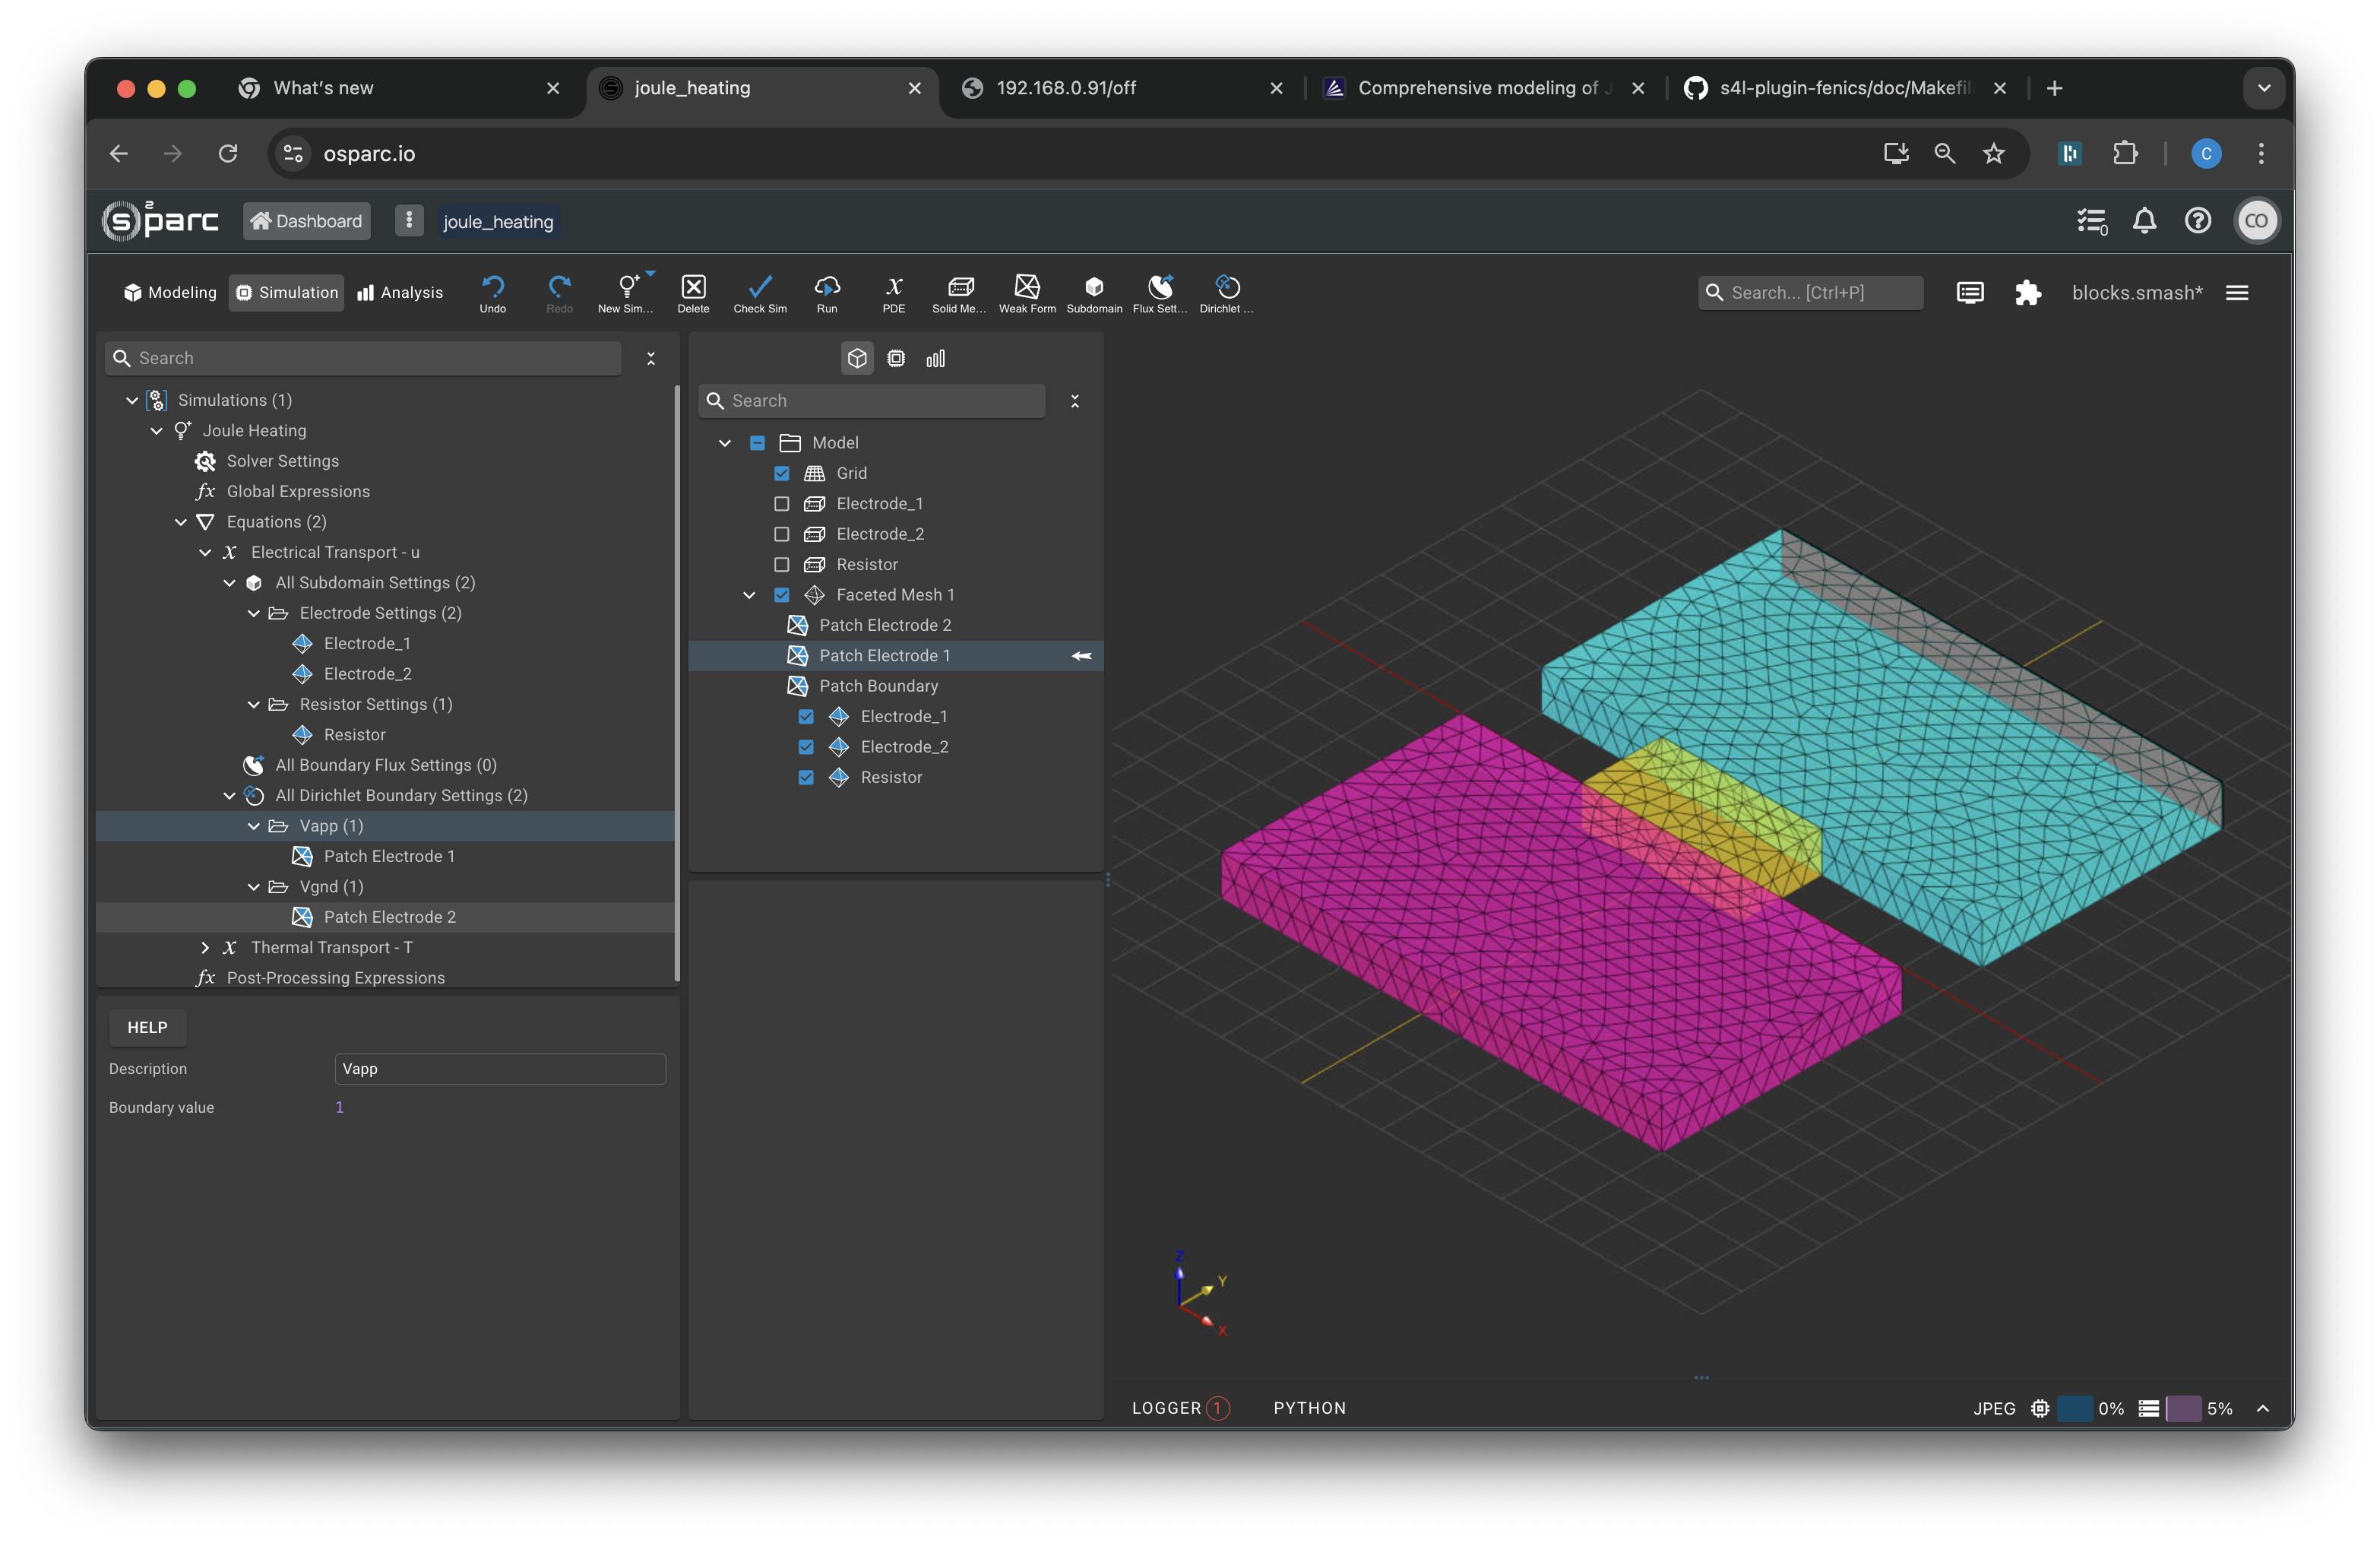 What's new
joule_heating
192.168.0.91/off
Comprehensive modeling of J
s4l-plugin-fenics/doc/Makefil
osparc.io
C
s2parc
Dashboard
joule_heating
0
CO
Modeling
Simulation
Analysis
Undo
Redo
New Sim...
Delete
Check Sim
Run
PDE
Solid Me...
Weak Form
Subdomain
Flux Sett...
Dirichlet ...
Search... [Ctrl+P]
blocks.smash*
Search
Simulations (1)
Joule Heating
Solver Settings
fx Global Expressions
Equations (2)
x Electrical Transport - u
All Subdomain Settings (2)
Electrode Settings (2)
Electrode_1
Electrode_2
Resistor Settings (1)
Resistor
All Boundary Flux Settings (0)
All Dirichlet Boundary Settings (2)
Vapp (1)
Patch Electrode 1
Vgnd (1)
Patch Electrode 2
x Thermal Transport - T
fx Post-Processing Expressions
HELP
Description
Vapp
Boundary value
1
Search
Model
Grid
Electrode_1
Electrode_2
Resistor
Faceted Mesh 1
Patch Electrode 2
Patch Electrode 1
Patch Boundary
Electrode_1
Electrode_2
Resistor
Z
Y
X
LOGGER 1
PYTHON
JPEG
0%
5%